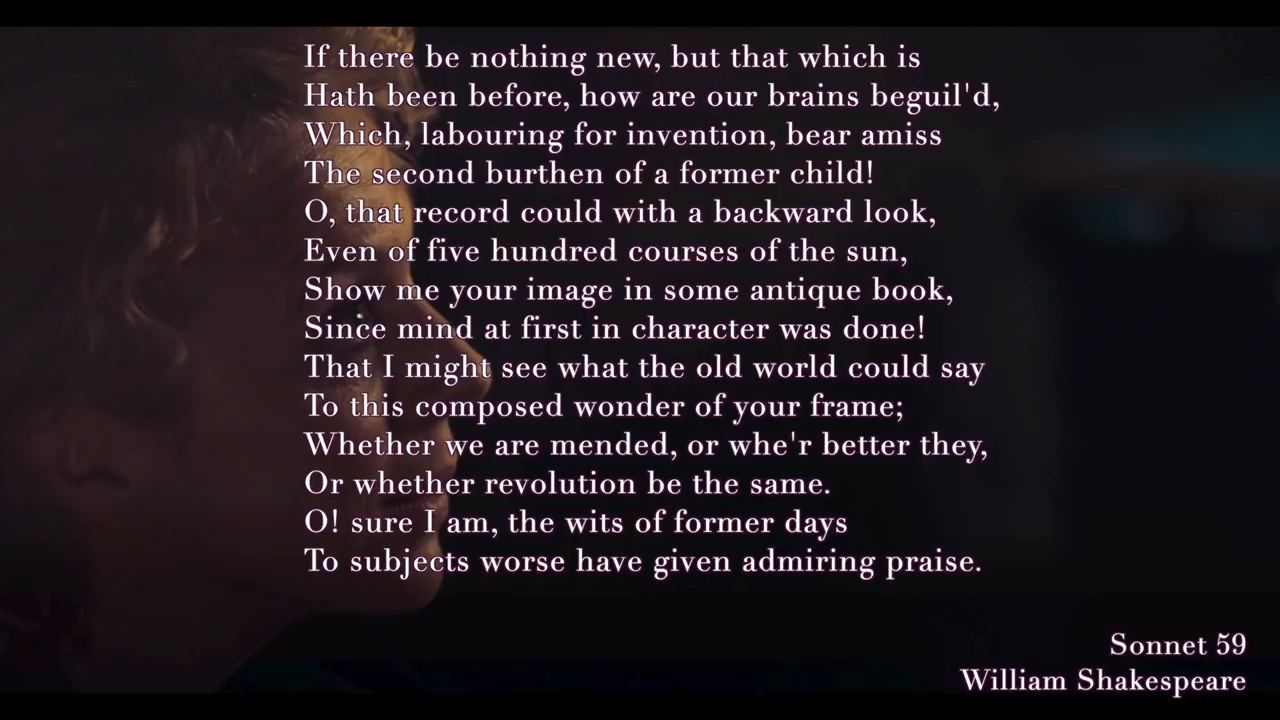 If there be nothing new, but that which is
Hath been before, how are our brains beguil'd,
Which, labouring for invention, bear amiss
The second burthen of a former child!
O, that record could with a backward look,
Even of five hundred courses of the sun,
Show me your image in some antique book,
Since mind at first in character was done!
That I might see what the old world could say
To this composed wonder of your frame;
Whether we are mended, or whe'r better they,
Or whether revolution be the same.
O! sure I am, the wits of former days
To subjects worse have given admiring praise.
Sonnet 59
William Shakespeare